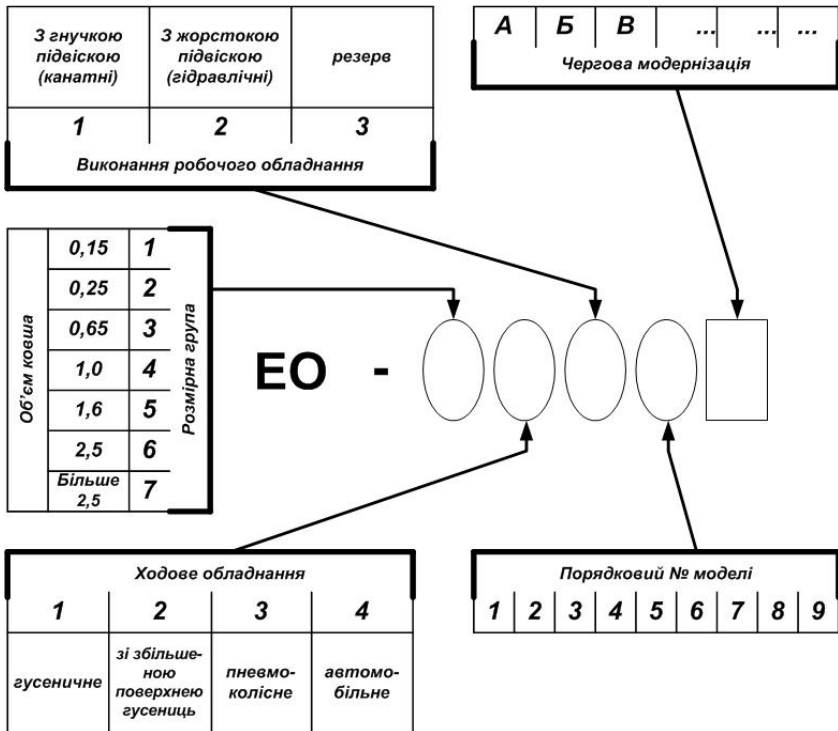 З гнучкою
підвіскою
(канатні)
З жорстокою
підвіскою
(гідравлічні)
резерв
1 2 3
Виконання робочого обладнання
А Б В ... ... ...
Чергова модернізація
Об'єм ковша
0,15 1
0,25 2
0,65 3
1,0 4
1,6 5
2,5 6
Більше
2,5 7
Розмірна група
ЕО -
Ходове обладнання
1 2 3 4
гусеничне
зі збільше-
ною
поверхнею
гусениць
пневмо-
колісне
автомо-
більне
Порядковий № моделі
1 2 3 4 5 6 7 8 9